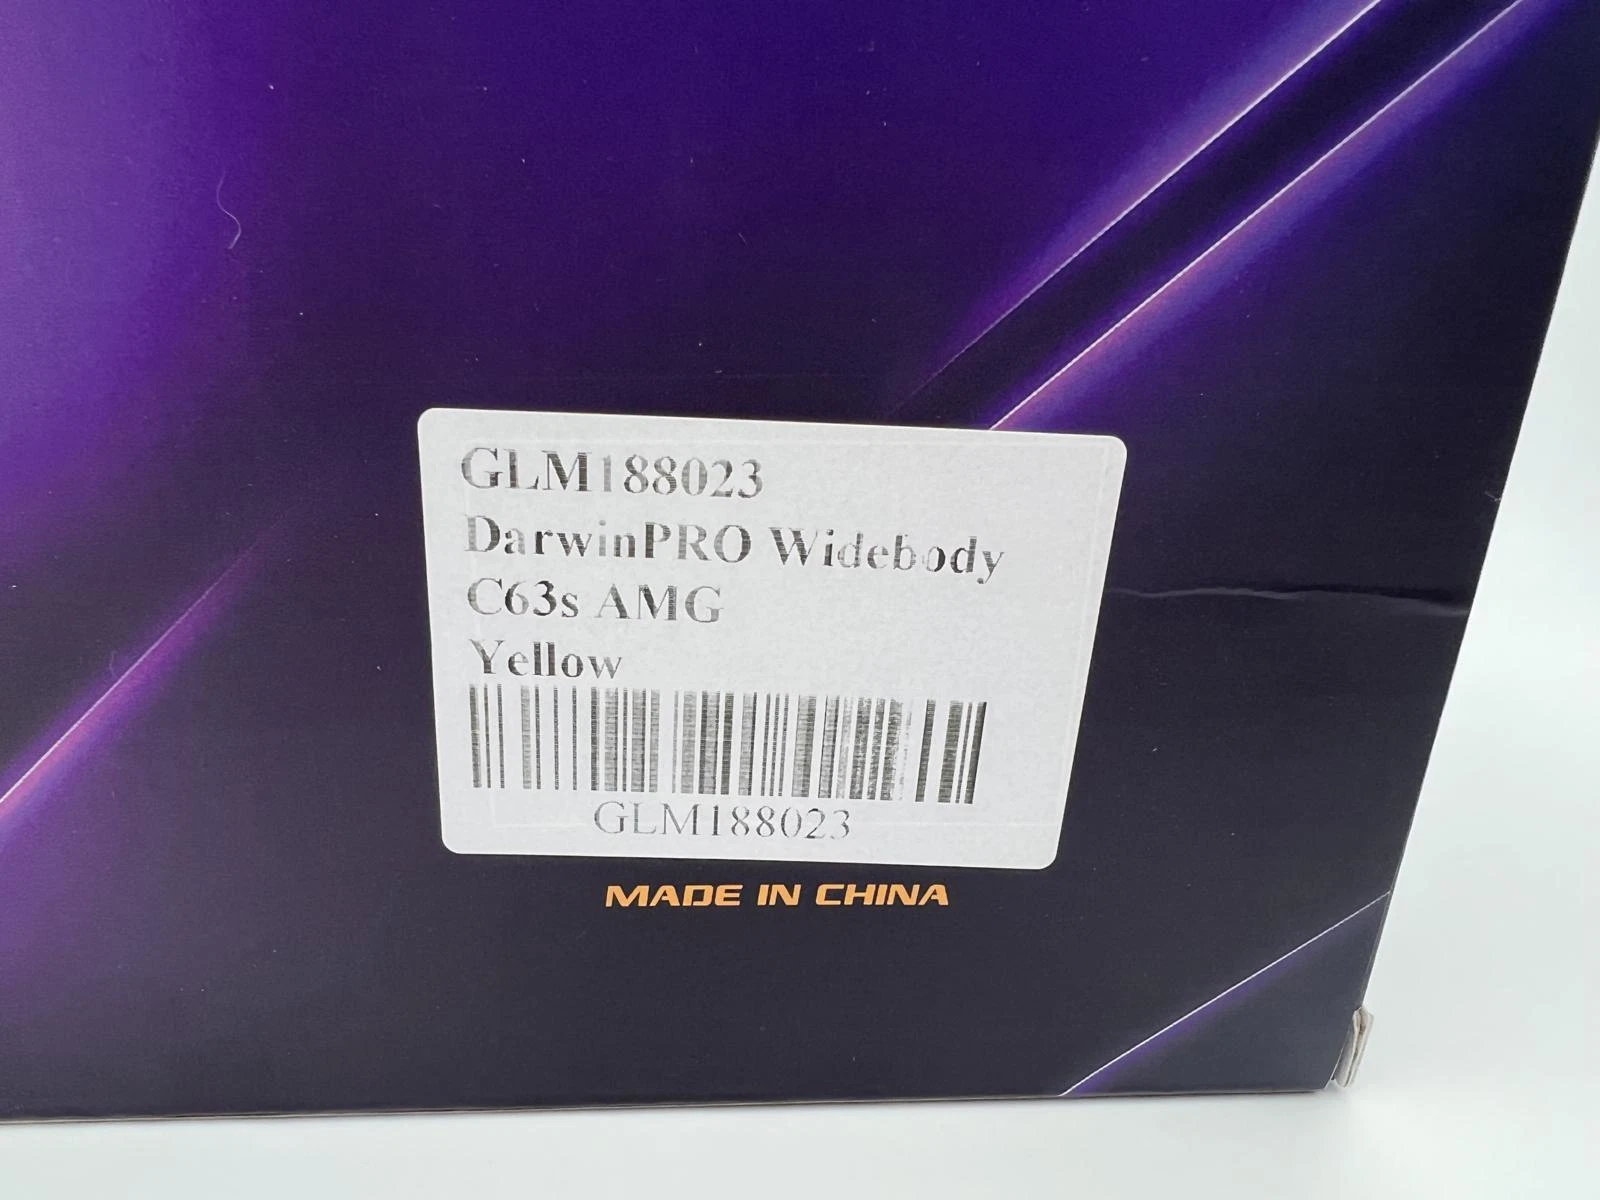 GLM188023
DarwinPRO Widebody
C63s AMG
Yellow
GLM188023
MADE IN CHINA